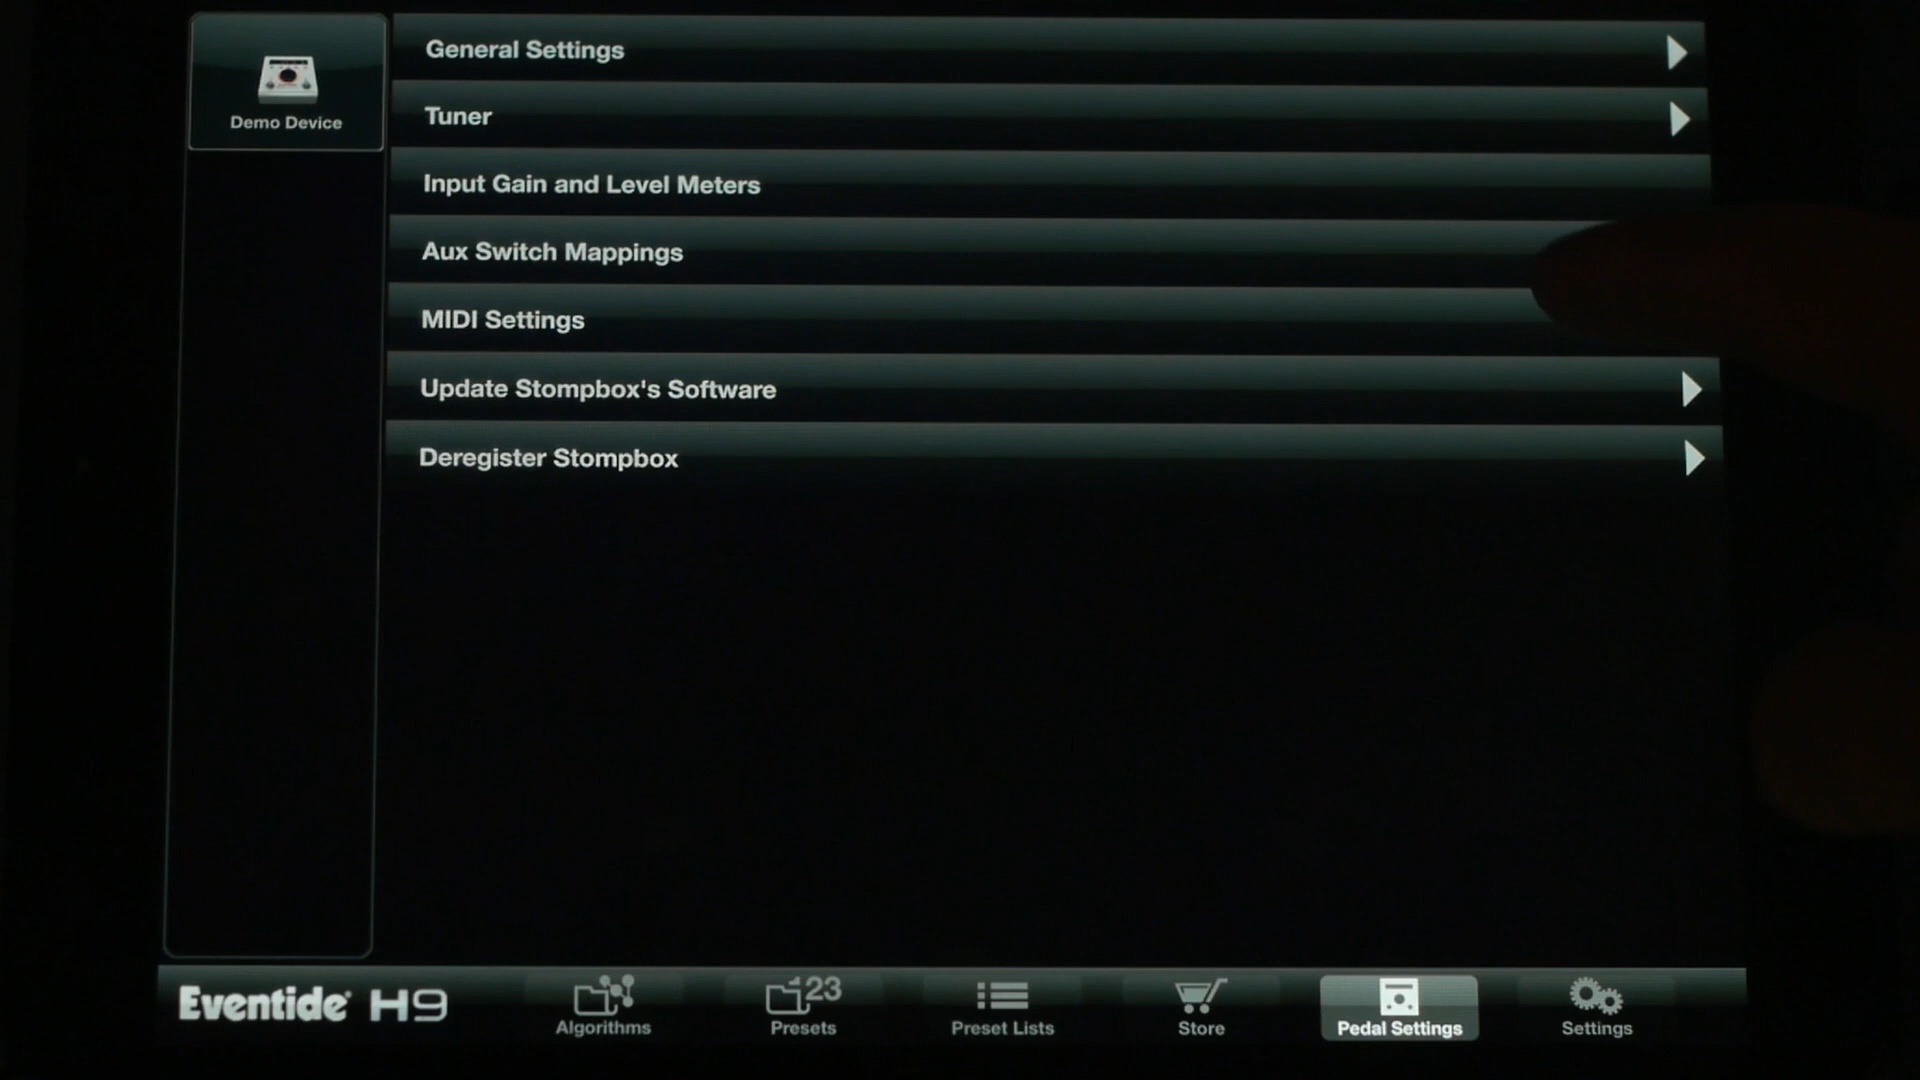 General Settings
Demo Device
Tuner
Input Gain and Level Meters
Aux Switch Mappings
MIDI Settings
Update Stompbox's Software
Deregister Stompbox
Eventide® H9
Algorithms
123
Presets
Preset Lists
Store
Pedal Settings
Settings